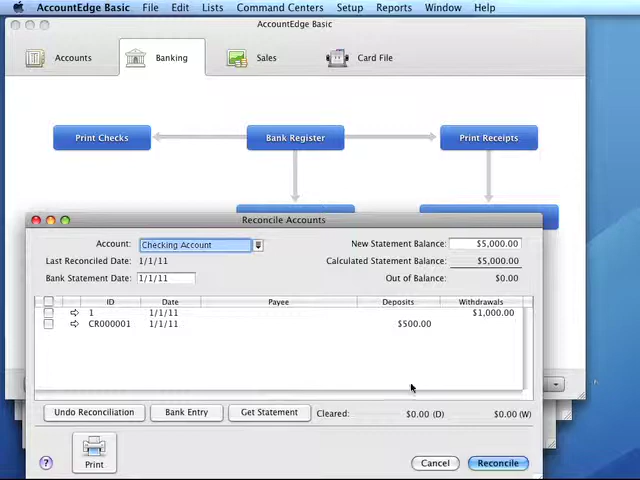 AccountEdge Basic File Edit Lists Command Centers Setup Reports Window Help
AccountEdge Basic
Accounts Banking Sales Card File
Print Checks Bank Register Print Receipts
Reconcile Accounts
Account: Checking Account New Statement Balance: $5,000.00
Last Reconciled Date: 1/1/11 Calculated Statement Balance: $5,000.00
Bank Statement Date: 1/1/11 Out of Balance: $0.00
ID Date Payee Deposits Withdrawals
1 1/1/11 $1,000.00
CR000001 1/1/11 $500.00
Undo Reconciliation Bank Entry Get Statement Cleared: $0.00 (D) $0.00 (W)
? Print Cancel Reconcile